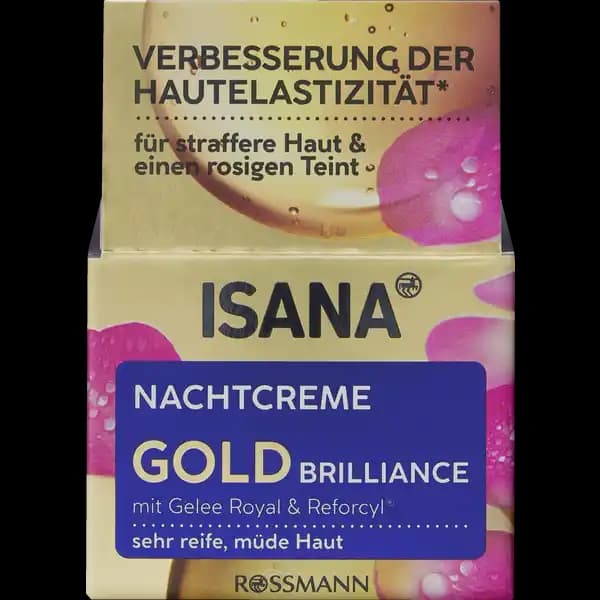 VERBESSERUNG DER
HAUTELASTIZITÄT*
für straffere Haut &
einen rosigen Teint
ISANA
NACHTCREME
GOLD BRILLIANCE
mit Gelee Royal & Reforcyl®
sehr reife, müde Haut
ROSSMANN